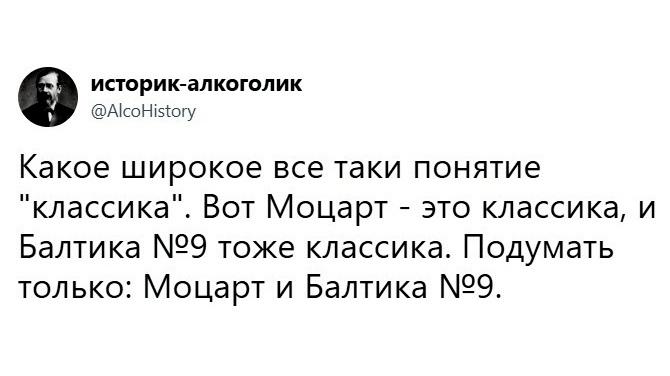 историк-алкоголик
@AlcoHistory
Какое широкое все таки понятие
"классика". Вот Моцарт - это классика, и
Балтика №9 тоже классика. Подумать
только: Моцарт и Балтика №9.